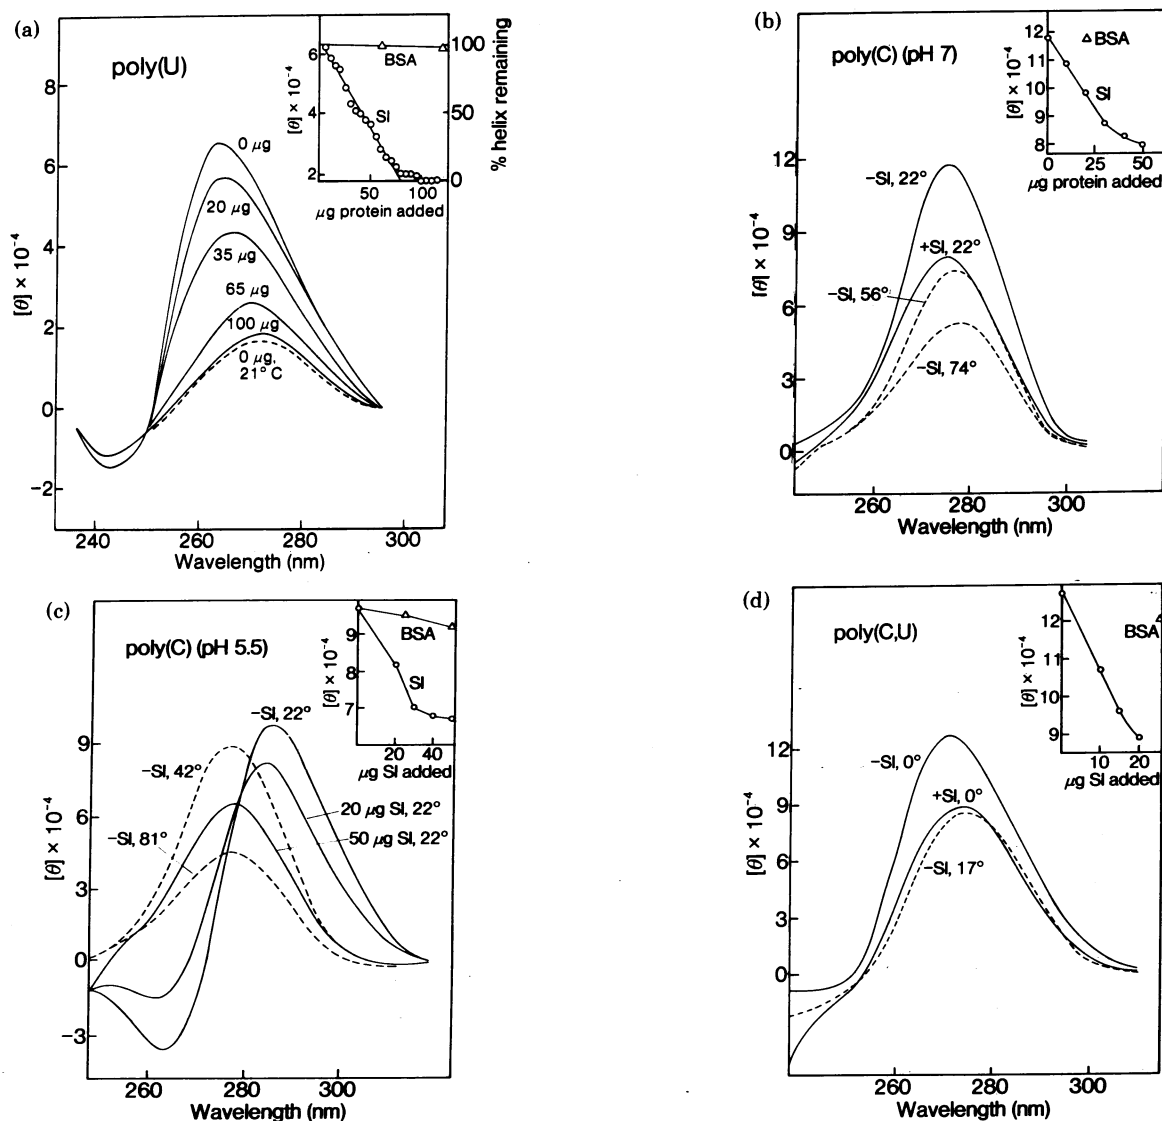 (a)
poly(U)
[θ] × 10⁻⁴
8
6
4
2
0
−2
240
260
280
300
Wavelength (nm)
0 μg
20 μg
35 μg
65 μg
100 μg
0 μg,
21° C
[θ] × 10⁻⁴
6
4
2
BSA
SI
100
50
0
% helix remaining
50
100
μg protein added
(b)
poly(C) (pH 7)
[θ] × 10⁻⁴
12
9
6
3
0
260
280
300
Wavelength (nm)
−SI, 22°
+SI, 22°
−SI, 56°
−SI, 74°
[θ] × 10⁻⁴
12
11
10
9
8
BSA
SI
0
25
50
μg protein added
(c)
poly(C) (pH 5.5)
[θ] × 10⁻⁴
9
6
3
0
−3
260
280
300
Wavelength (nm)
−SI, 22°
−SI, 42°
−SI, 81°
20 μg SI, 22°
50 μg SI, 22°
[θ] × 10⁻⁴
9
8
7
BSA
SI
20
40
μg SI added
(d)
poly(C,U)
[θ] × 10⁻⁴
12
9
6
3
0
260
280
300
Wavelength (nm)
−SI, 0°
+SI, 0°
−SI, 17°
[θ] × 10⁻⁴
12
11
10
9
BSA
10
20
μg SI added